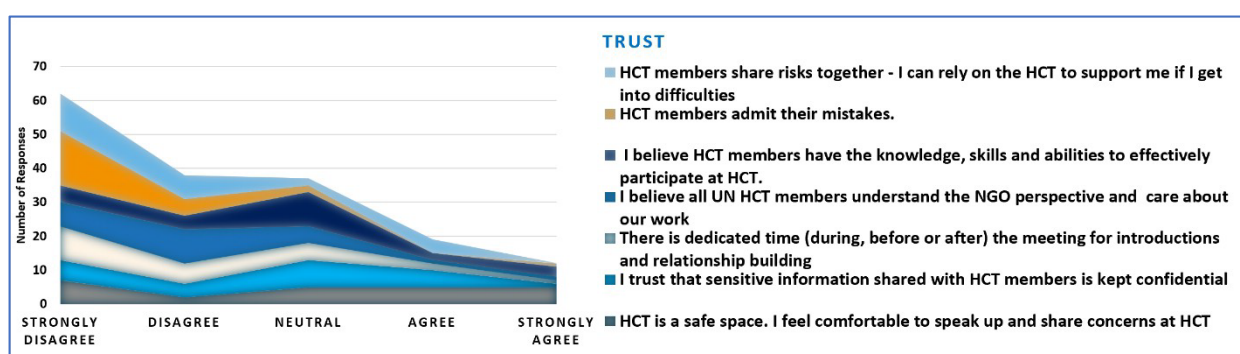 TRUST
HCT members share risks together - I can rely on the HCT to support me if I get
into difficulties
HCT members admit their mistakes.
I believe HCT members have the knowledge, skills and abilities to effectively
participate at HCT.
I believe all UN HCT members understand the NGO perspective and care about
our work
There is dedicated time (during, before or after) the meeting for introductions
and relationship building
I trust that sensitive information shared with HCT members is kept confidential
HCT is a safe space. I feel comfortable to speak up and share concerns at HCT
Number of Responses
70
60
50
40
30
20
10
0
STRONGLY
DISAGREE
DISAGREE
NEUTRAL
AGREE
STRONGLY
AGREE